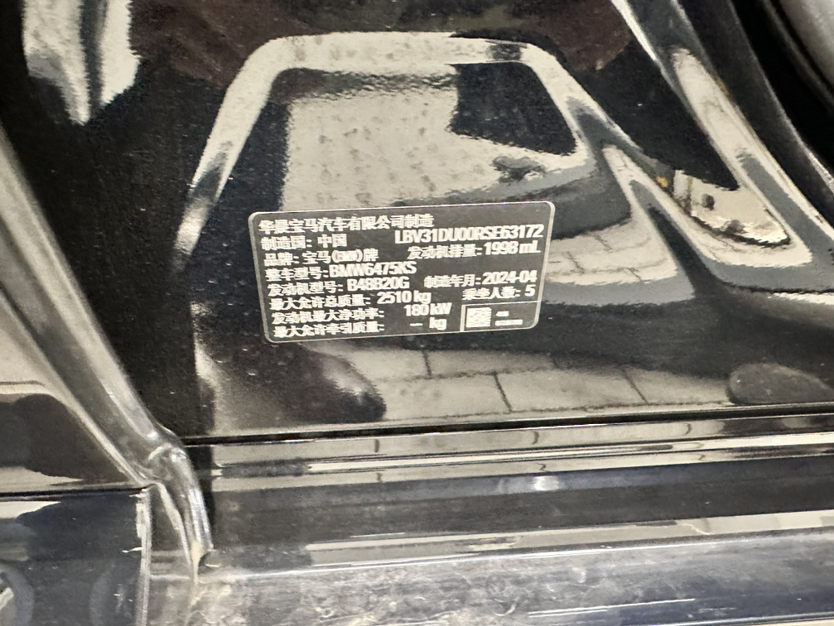 华晨宝马汽车有限公司制造
制造国: 中国 LBV31DU00RSE63172
品牌: 宝马(BMW)牌 发动机排量: 1998 mL
整车型号: BMW6475KS
发动机型号: B48B20G 制造年月: 2024-04
最大允许总质量: 2510 kg 乘坐人数: 5
发动机最大净功率: 180 kW
最大允许牵引质量: — kg